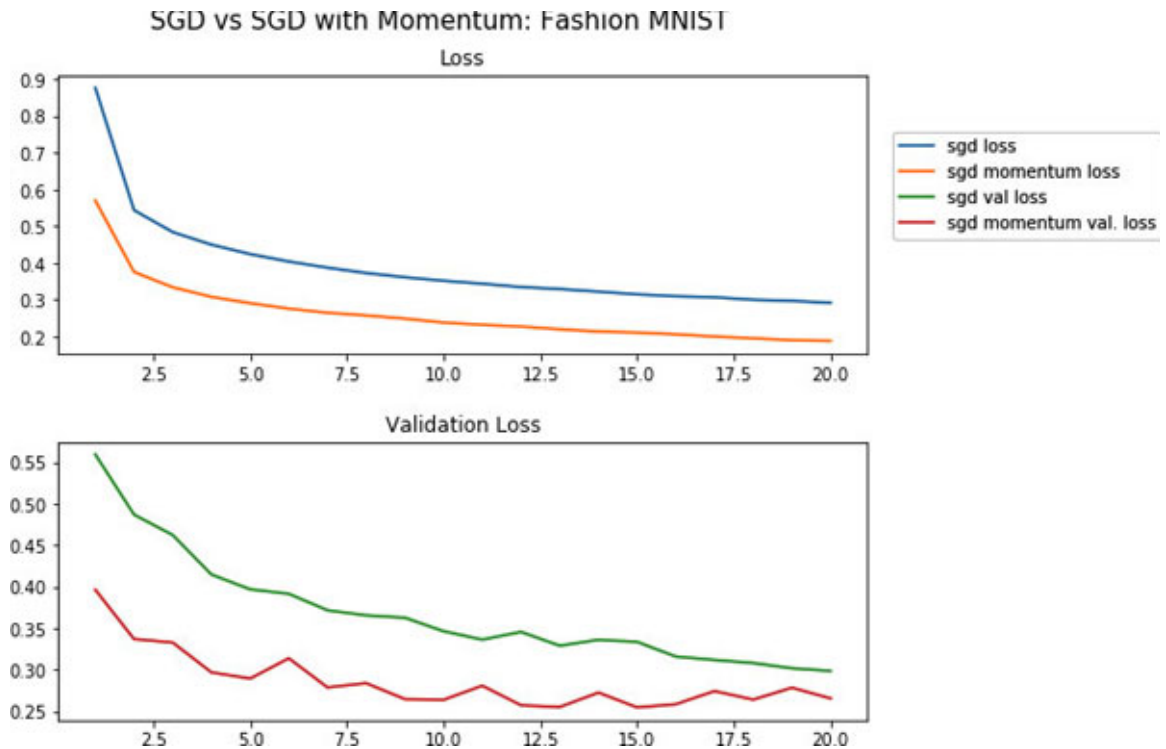 SGD vs SGD with Momentum: Fashion MNIST
Loss
0.9
0.8
0.7
0.6
0.5
0.4
0.3
0.2
2.5 5.0 7.5 10.0 12.5 15.0 17.5 20.0
sgd loss
sgd momentum loss
sgd val loss
sgd momentum val. loss
Validation Loss
0.55
0.50
0.45
0.40
0.35
0.30
0.25
2.5 5.0 7.5 10.0 12.5 15.0 17.5 20.0